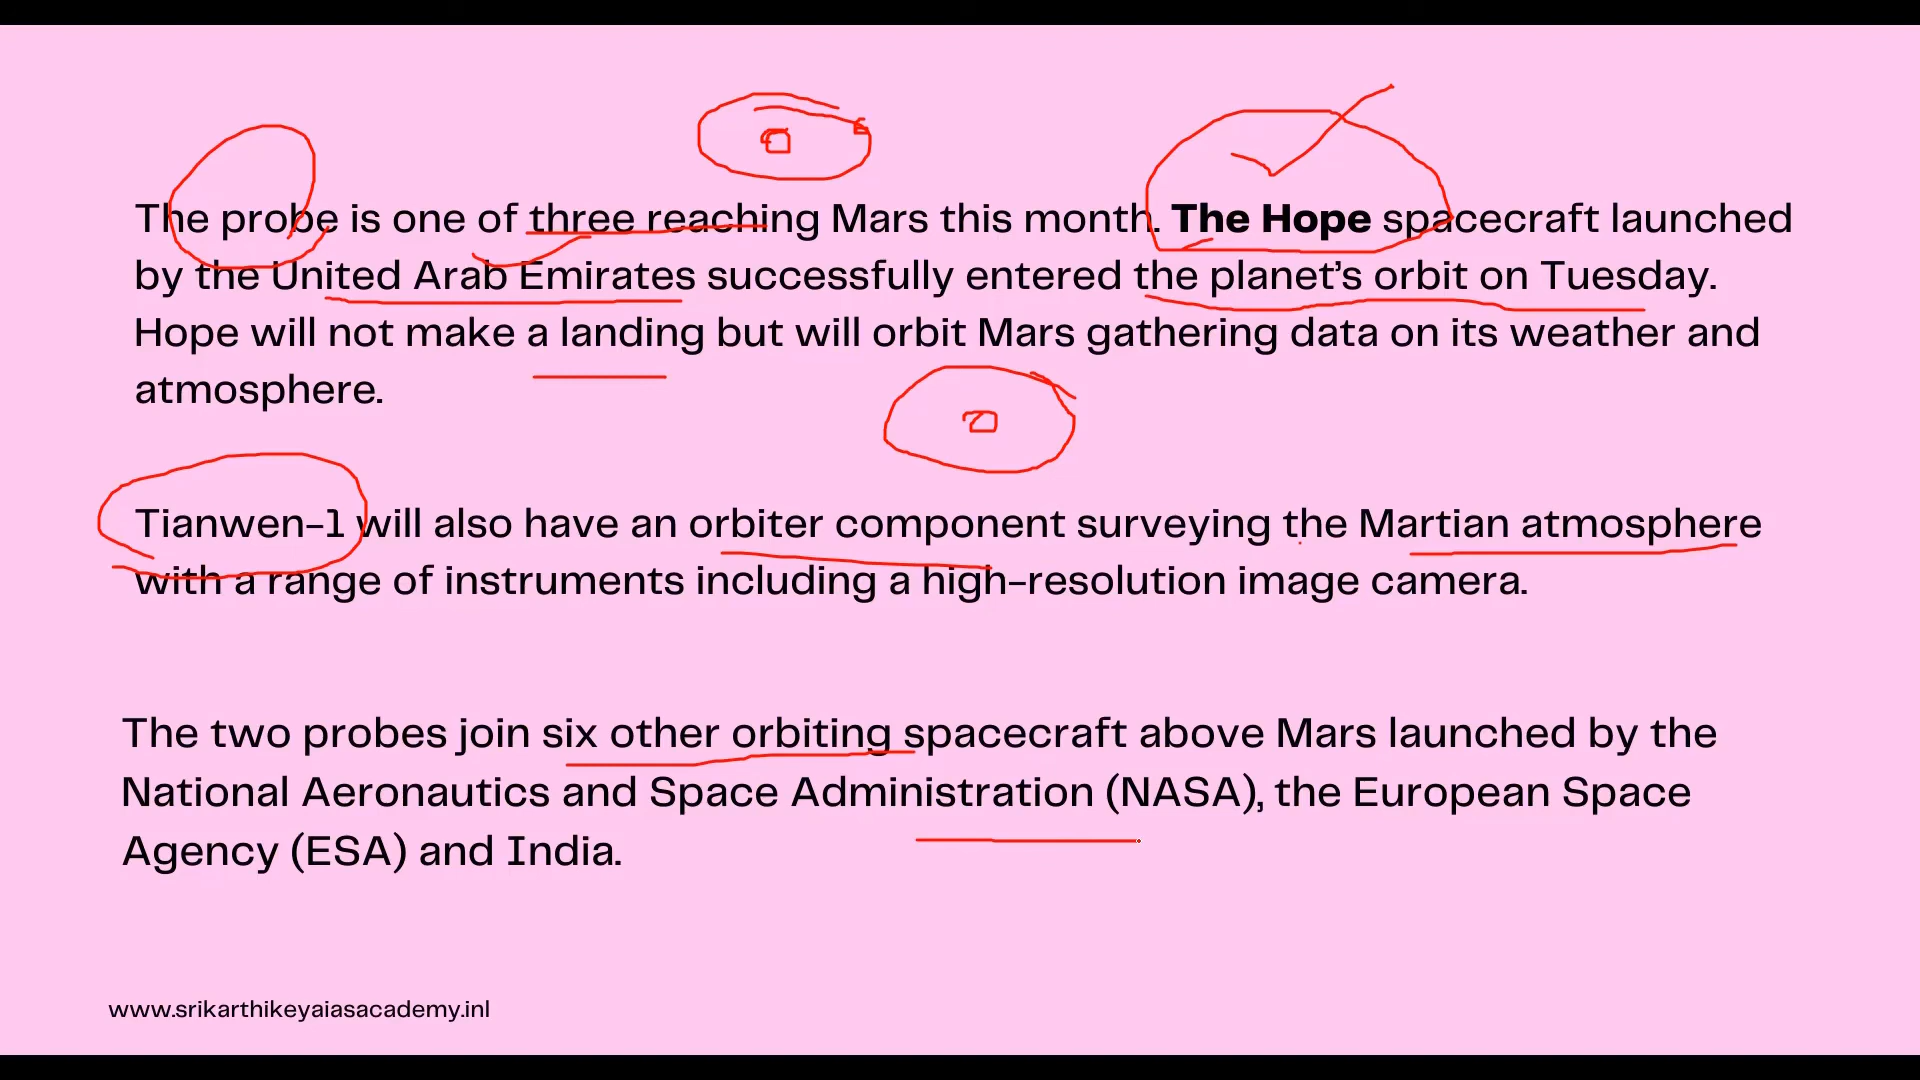 The probe is one of three reaching Mars this month. The Hope spacecraft launched
by the United Arab Emirates successfully entered the planet's orbit on Tuesday.
Hope will not make a landing but will orbit Mars gathering data on its weather and
atmosphere.
Tianwen-1 will also have an orbiter component surveying the Martian atmosphere
with a range of instruments including a high-resolution image camera.
The two probes join six other orbiting spacecraft above Mars launched by the
National Aeronautics and Space Administration (NASA), the European Space
Agency (ESA) and India.
www.srikarthikeyaiasacademy.inl